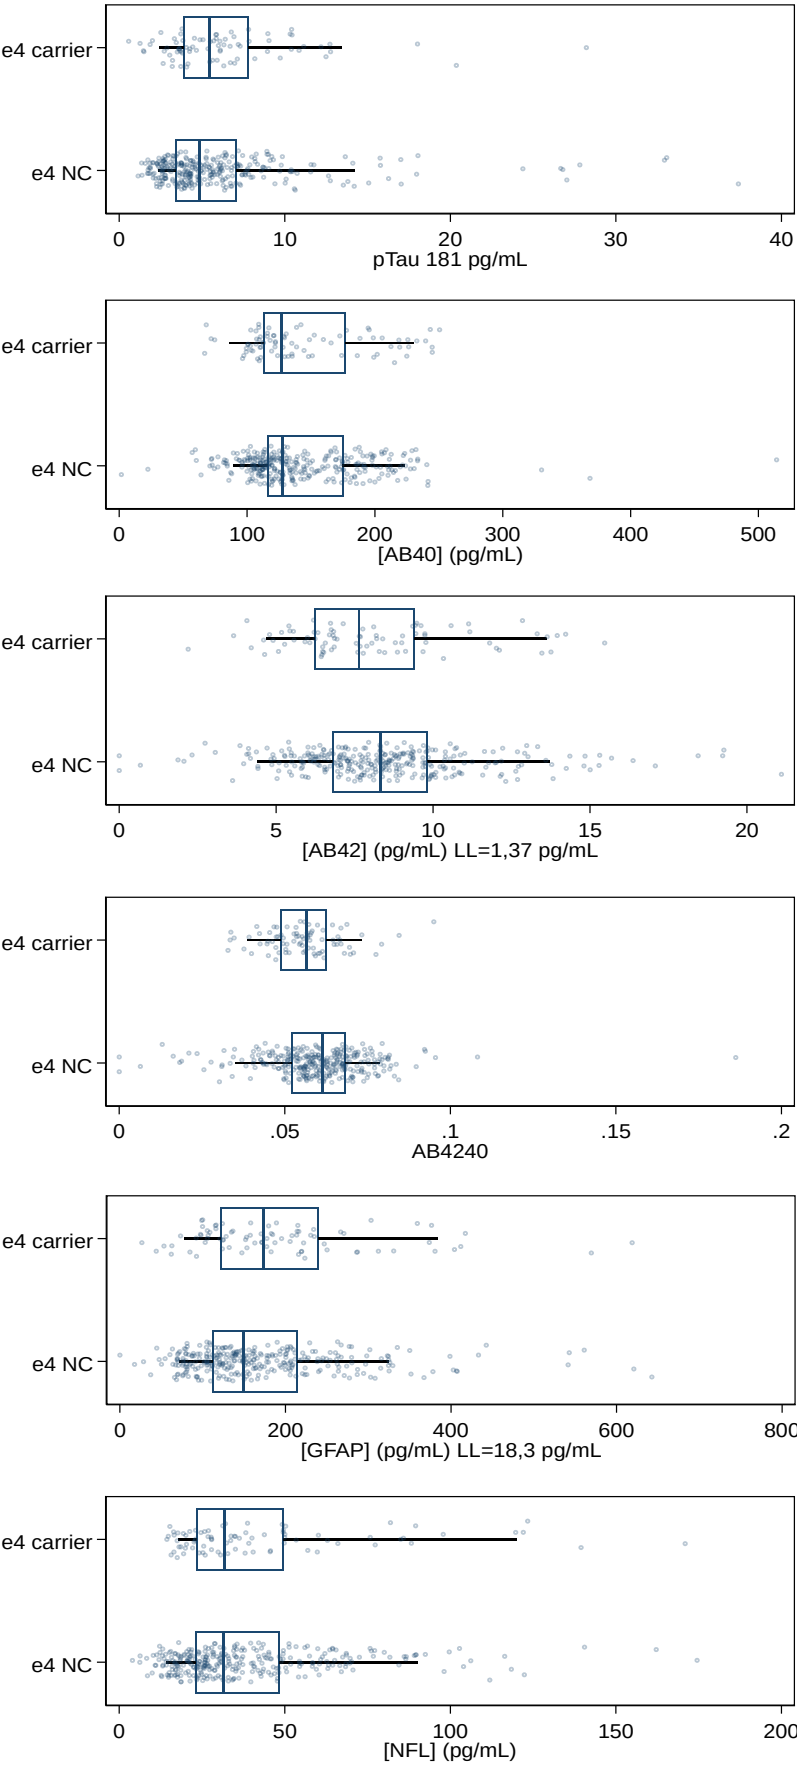 e4 carrier
e4 NC
0 10 20 30 40
pTau 181 pg/mL
e4 carrier
e4 NC
0 100 200 300 400 500
[AB40] (pg/mL)
e4 carrier
e4 NC
0 5 10 15 20
[AB42] (pg/mL) LL=1,37 pg/mL
e4 carrier
e4 NC
0 .05 .1 .15 .2
AB4240
e4 carrier
e4 NC
0 200 400 600 800
[GFAP] (pg/mL) LL=18,3 pg/mL
e4 carrier
e4 NC
0 50 100 150 200
[NFL] (pg/mL)